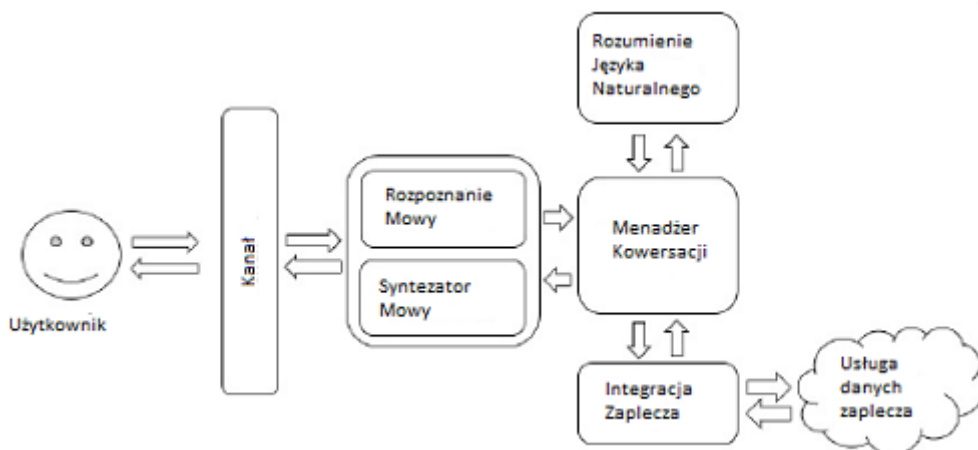 Rozumienie
Języka
Naturalnego
Rozpoznanie
Mowy
Menadżer
Kowersacji
Kanał
Syntezator
Mowy
Użytkownik
Integracja
Zaplecza
Usługa
danych
zaplecza